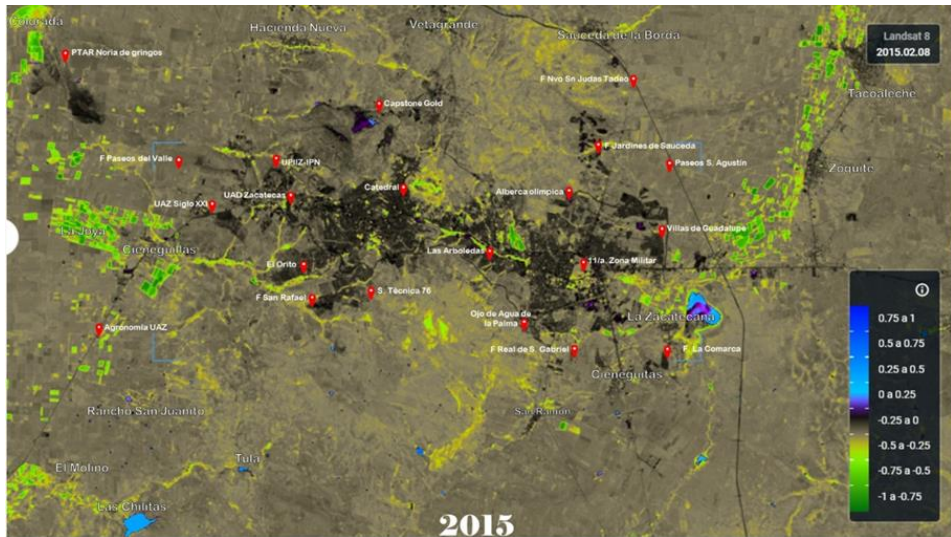 Colorada
Hacienda Nueva
Vetagrande
Sauceda de la Borda
Landsat 8
2015.02.08
PTAR Noria de gringos
F Nvo Sn Judas Tadeo
Tacoaleche
Capstone Gold
F Jardines de Sauceda
F Paseos del Valle
UPIIZ-IPN
Paseos S. Agustín
Zoquite
Catedral
UAD Zacatecas
Alberca olímpica
UAZ Siglo XXI
La Joya
Villas de Guadalupe
Cieneguillas
Las Arboledas
El Orito
11/a. Zona Militar
F San Rafael
S. Técnica 76
Ojo de Agua de
la Palma
La Zacatecana
Agronomía UAZ
F Real de S. Gabriel
F. La Comarca
Cieneguitas
Rancho San Juanito
San Ramón
El Molino
Tula
Las Chilitas
0.75 a 1
0.5 a 0.75
0.25 a 0.5
0 a 0.25
-0.25 a 0
-0.5 a -0.25
-0.75 a -0.5
-1 a -0.75
2015